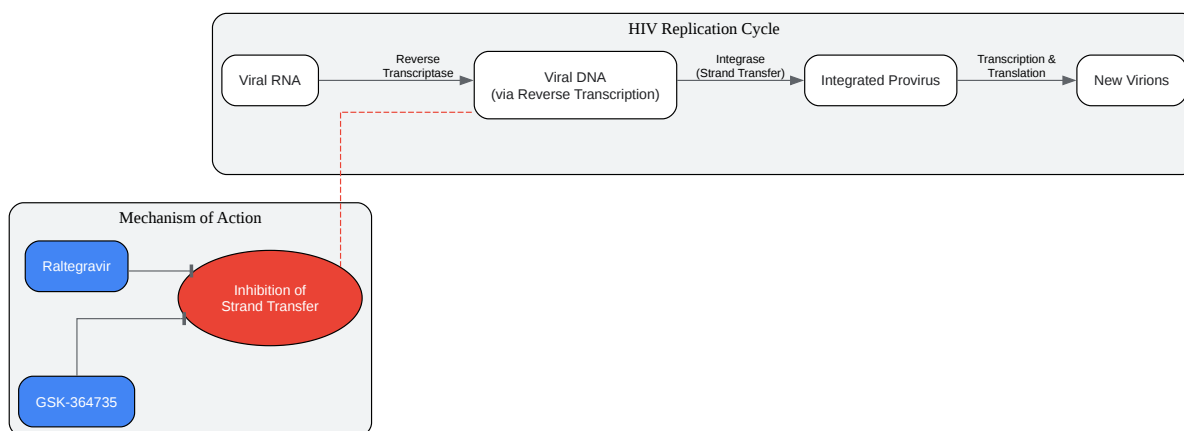 HIV Replication Cycle
Viral RNA
Reverse
Transcriptase
Viral DNA
(via Reverse Transcription)
Integrase
(Strand Transfer)
Integrated Provirus
Transcription &
Translation
New Virions
Mechanism of Action
Raltegravir
Inhibition of
Strand Transfer
GSK-364735